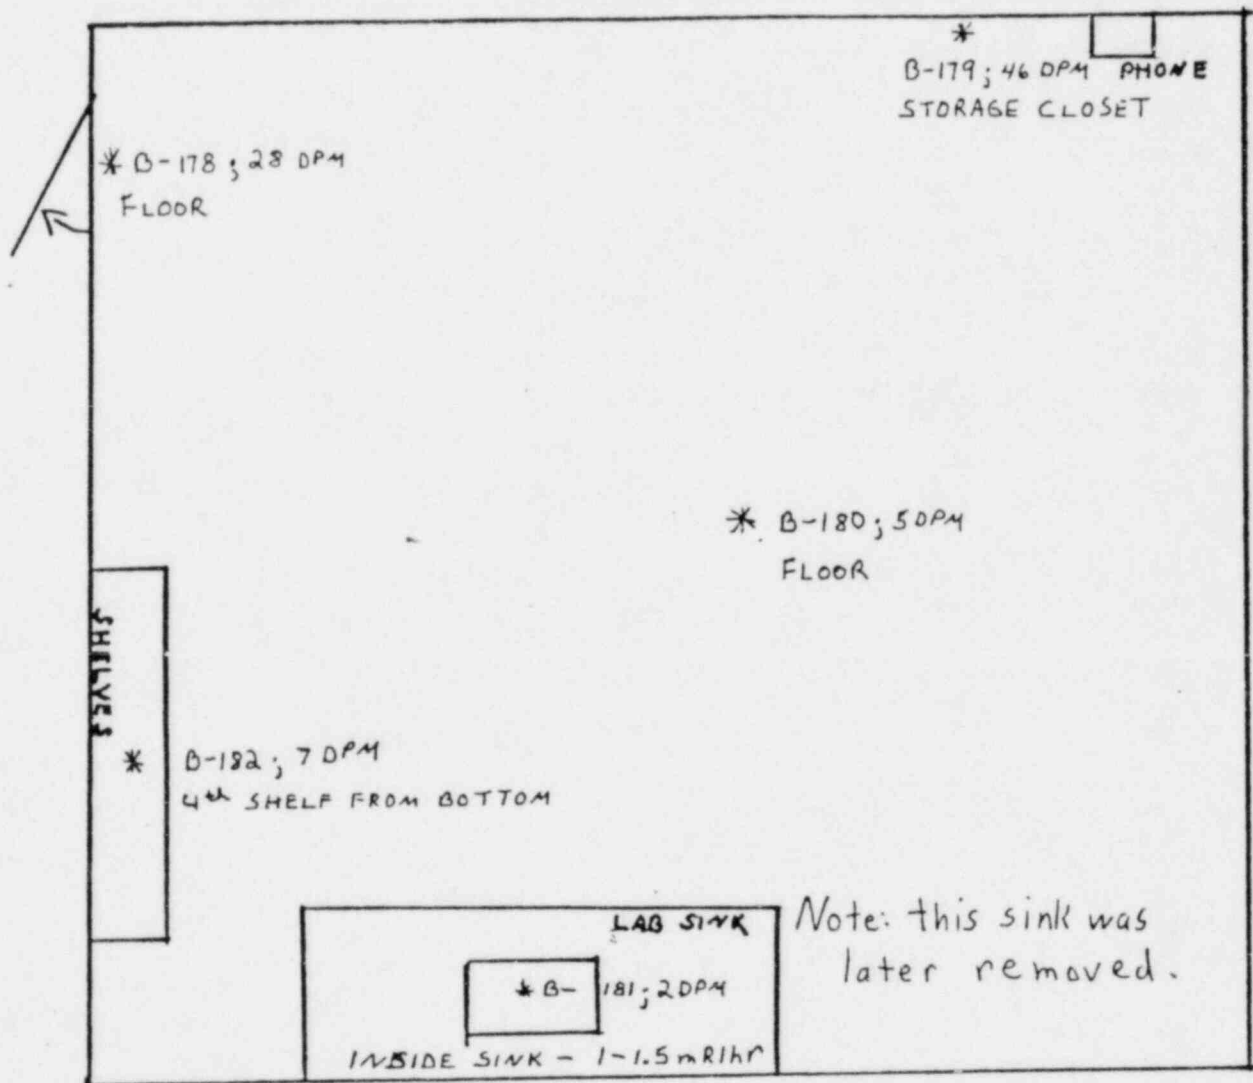 B-179; 46 DPM PHONE
STORAGE CLOSET
B-178; 28 DPM
FLOOR
B-180; 5 DPM
FLOOR
SHELVES
B-182; 7 DPM
4th SHELF FROM BOTTOM
LAB SINK
Note: this sink was
later removed.
B-181; 2 DPM
INSIDE SINK - 1-1.5 mR/hr